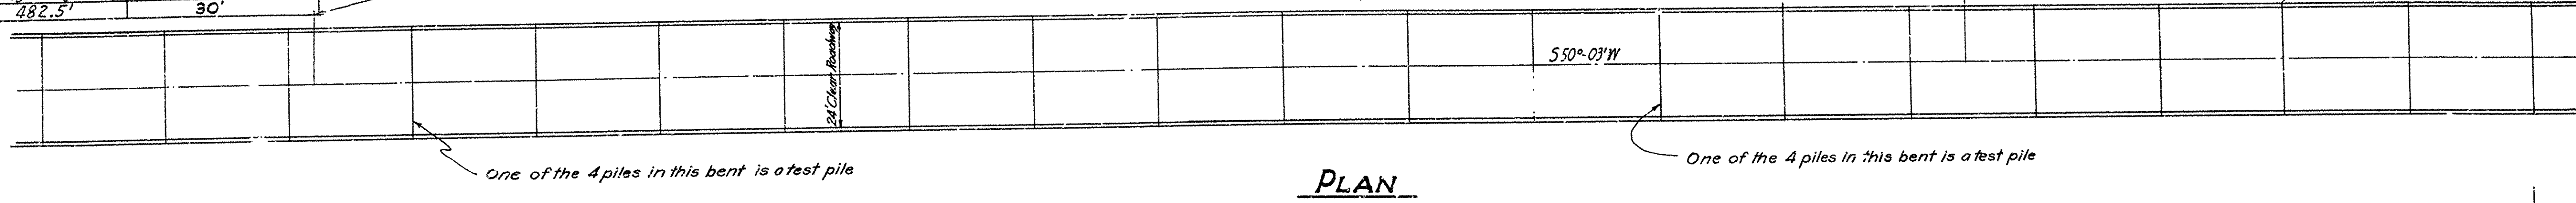 482.5' 30'
24' Clear Roadway
S50°-03'W
One of the 4 piles in this bent is a test pile
One of the 4 piles in this bent is a test pile
PLAN